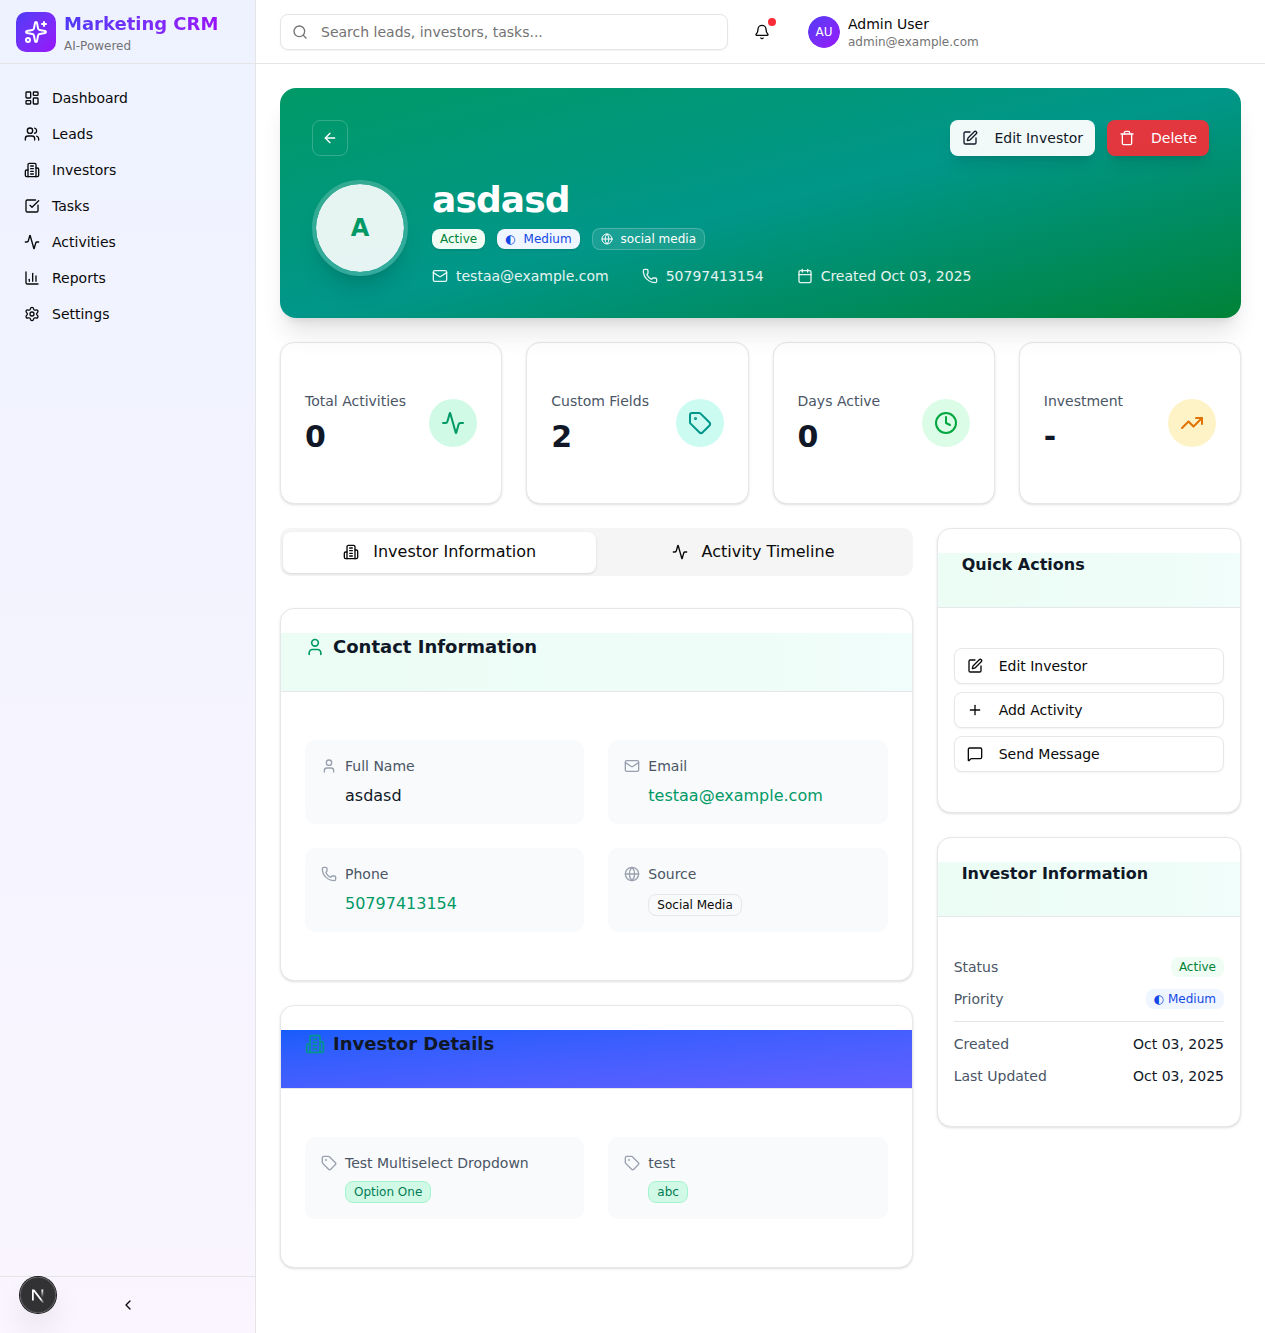 Marketing CRM
AI-Powered
Search leads, investors, tasks...
AU
Admin User
admin@example.com
Dashboard
Leads
Investors
Tasks
Activities
Reports
Settings
Edit Investor
Delete
A
asdasd
Active
Medium
social media
testaa@example.com
50797413154
Created Oct 03, 2025
Total Activities
0
Custom Fields
2
Days Active
0
Investment
-
Investor Information
Activity Timeline
Contact Information
Full Name
asdasd
Email
testaa@example.com
Phone
50797413154
Source
Social Media
Investor Details
Test Multiselect Dropdown
Option One
test
abc
Quick Actions
Edit Investor
Add Activity
Send Message
Investor Information
Status
Active
Priority
Medium
Created
Oct 03, 2025
Last Updated
Oct 03, 2025
N